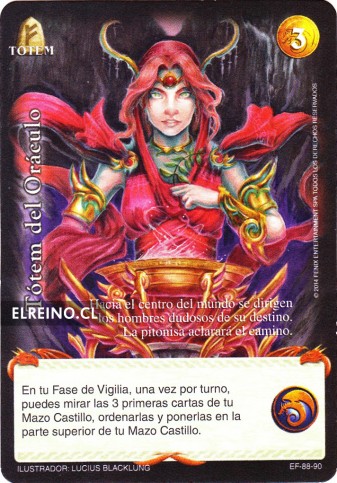 TOTEM
3
Tótem del Oráculo
© 2014 FENIX ENTERTAINMENT SPA TODOS LOS DERECHOS RESERVADOS
ELREINO.CL
Hacia el centro del mundo se dirigen
los hombres dudosos de su destino.
La pitonisa aclarará el camino.
En tu Fase de Vigilia, una vez por turno,
puedes mirar las 3 primeras cartas de tu
Mazo Castillo, ordenarlas y ponerlas en la
parte superior de tu Mazo Castillo.
ILUSTRADOR: LUCIUS BLACKLUNG
EF-88-90